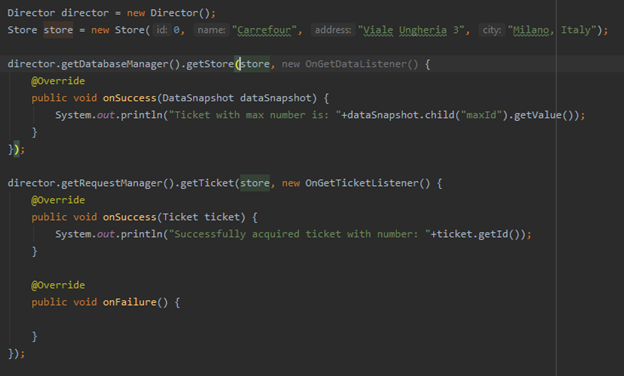 Director director = new Director();
Store store = new Store( id: 0, name: "Carrefour", address: "Viale Ungheria 3", city: "Milano, Italy");
director.getDatabaseManager().getStore(store, new OnGetDataListener() {
@Override
public void onSuccess(DataSnapshot dataSnapshot) {
System.out.println("Ticket with max number is: "+dataSnapshot.child("maxId").getValue());
}
});
director.getRequestManager().getTicket(store, new OnGetTicketListener() {
@Override
public void onSuccess(Ticket ticket) {
System.out.println("Successfully acquired ticket with number: "+ticket.getId());
}
@Override
public void onFailure() {
}
});